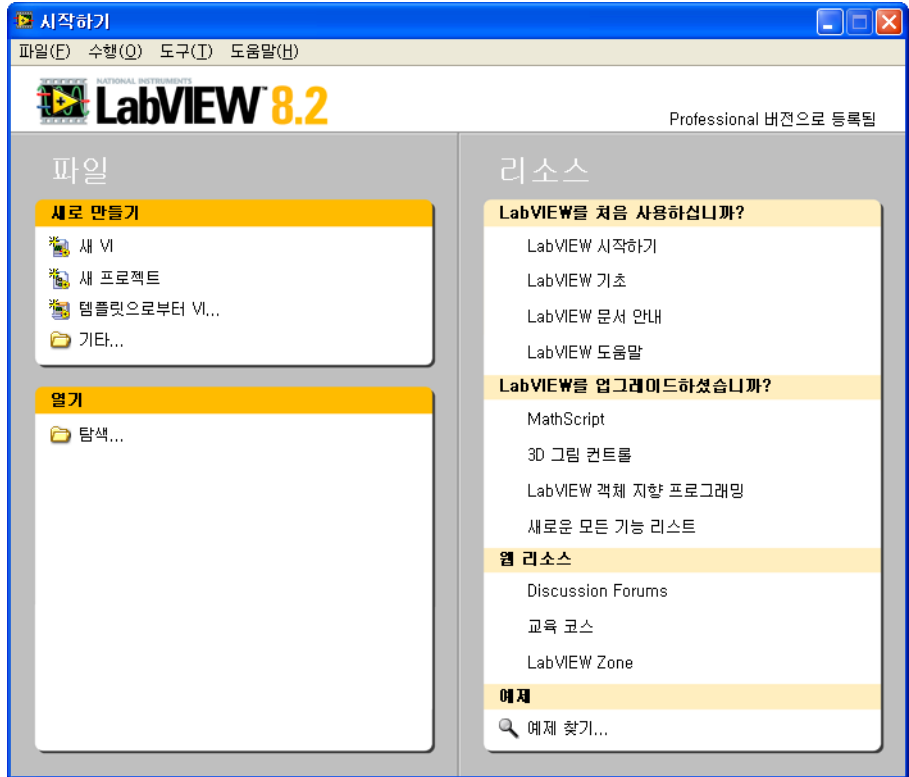 시작하기
파일(F) 수행(O) 도구(T) 도움말(H)
NATIONAL INSTRUMENTS
LabVIEW™ 8.2
Professional 버전으로 등록됨
파일
새로 만들기
새 VI
새 프로젝트
템플릿으로부터 VI...
기타...
열기
탐색...
리소스
LabVIEW를 처음 사용하십니까?
LabVIEW 시작하기
LabVIEW 기초
LabVIEW 문서 안내
LabVIEW 도움말
LabVIEW를 업그레이드하셨습니까?
MathScript
3D 그림 컨트롤
LabVIEW 객체 지향 프로그래밍
새로운 모든 기능 리스트
웹 리소스
Discussion Forums
교육 코스
LabVIEW Zone
예제
예제 찾기...